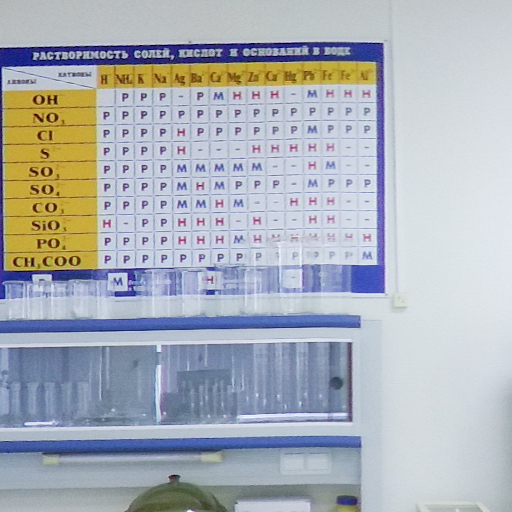 РАСТВОРИМОСТЬ СОЛЕЙ, КИСЛОТ И ОСНОВАНИЙ В ВОДЕ
КАТИОНЫ
АНИОНЫ
H NH₄ K Na Ag Ba Ca Mg Zn Hg Pb Fe Fe Al
OH P P P – P М Н Н Н – М Н Н Н
NO₃ P P P P P P P P P P P P P P P
Cl P P P P Н P P P P P P М P P
S P P P P Н – – Н Н Н Н Н –
SO₃ P P P P М М М М М – – Н М – –
SO₄ P P P P М Н М P P P – М P P P
CO₃ P P P P М М Н М – – Н Н Н – –
SiO₃ Н – P P Н Н Н – Н – – Н Н – –
PO₄ P P P P Н Н Н М Н Н
CH₃COO P P P P P P P P P P P P P P М
М
Н